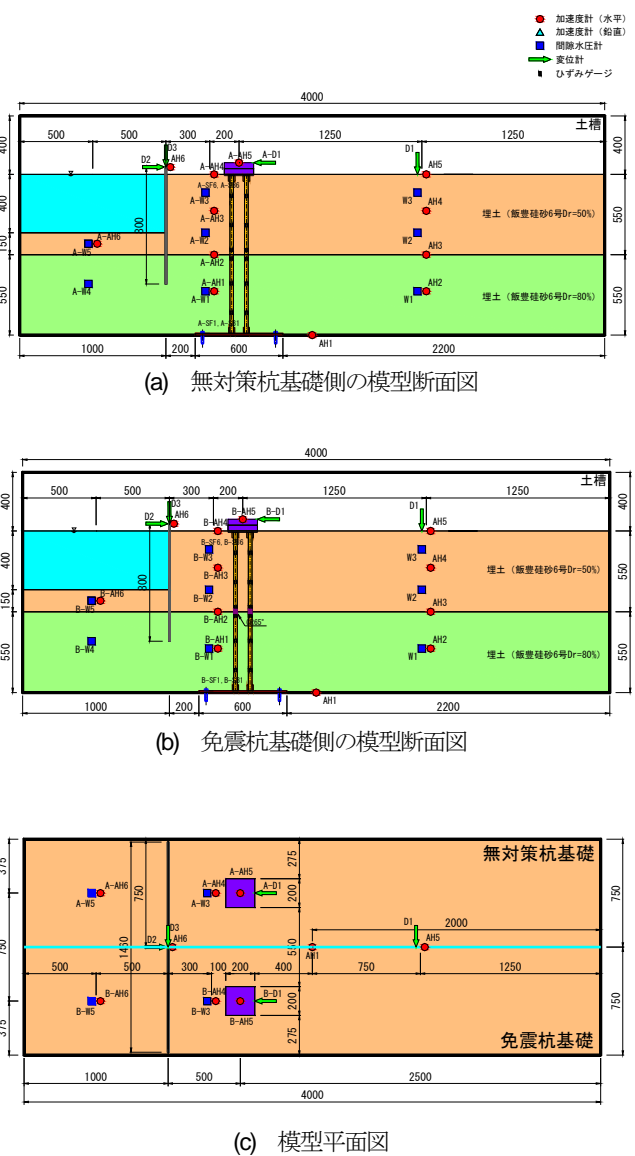 加速度計（水平）
加速度計（鉛直）
間隙水圧計
変位計
ひずみゲージ
4000
土槽
500 500 300 200 1250 1250
400
D3
D2 AH6
A-AH5 A-D1
D1 AH5
A-AH4
A-W3
W3
A-AH3
AH4
400
800
550
埋土（飯豊硅砂6号Dr=50%）
A-W2
W2
A-AH6
A-W5
150
A-AH2
AH3
A-AH1
A-W1
A-W4
W1 AH2
550
埋土（飯豊硅砂6号Dr=80%）
A-SF1, A-SB1
AH1
1000 200 600 2200
(a) 無対策杭基礎側の模型断面図
4000
土槽
500 500 300 200 1250 1250
400
D3
D2 AH6
B-AH5 B-D1
D1 AH5
B-AH4
B-W3
W3
B-AH3
AH4
400
800
550
埋土（飯豊硅砂6号Dr=50%）
B-W2
W2
B-AH6
B-W5
150
B-AH2
AH3
B-AH1
B-W1
B-W4
W1 AH2
550
埋土（飯豊硅砂6号Dr=80%）
B-SF1, B-SB1
AH1
1000 200 600 2200
(b) 免震杭基礎側の模型断面図
無対策杭基礎
375
750
275
A-AH5
A-AH6
A-W5
A-AH4
A-W3
A-D1
200
750
D3
D2 AH6
1460
550
2000
D1 AH5
AH1
750
500 500 300 100 200 400 750 1250
B-AH6
B-W5
B-AH4
B-W3
B-D1
B-AH5
200
375
275
750
免震杭基礎
1000 500 2500
4000
(c) 模型平面図